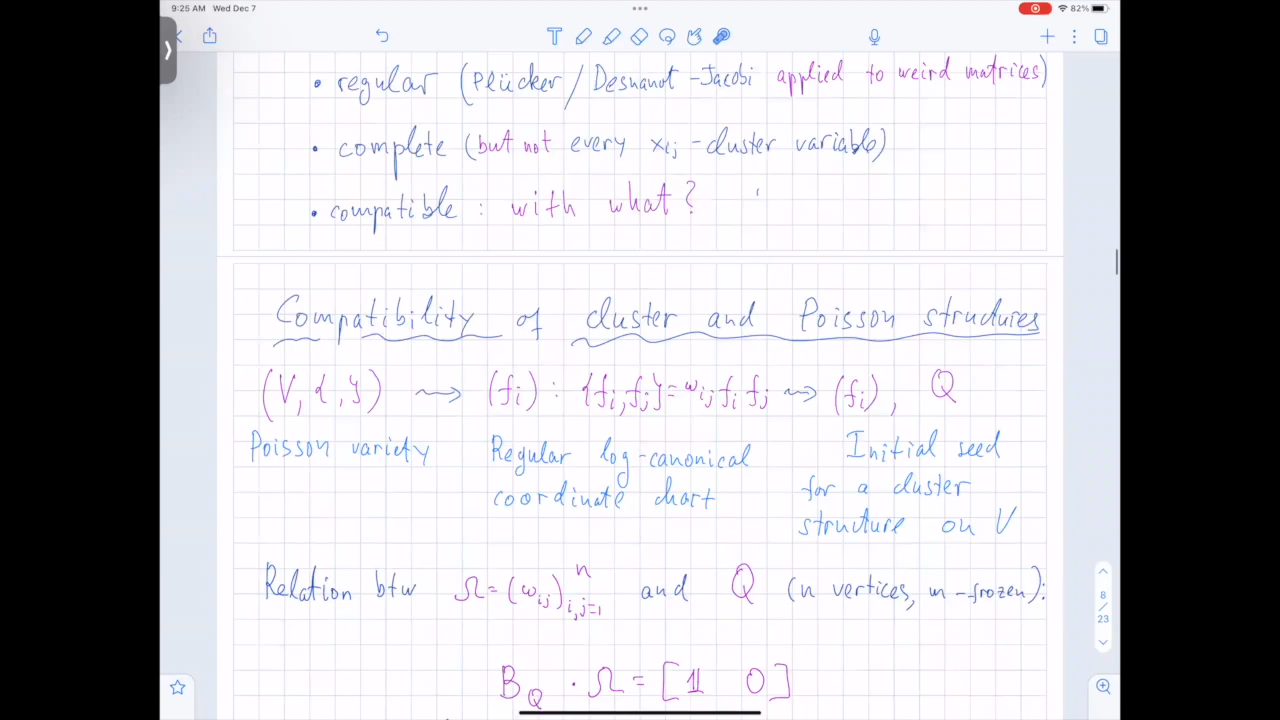 9:25 AM Wed Dec 7
82%
• regular (Plücker / Desnanot-Jacobi applied to weird matrices)
• complete (but not every xij -cluster variable)
• compatible : with what?
Compatibility of cluster and Poisson structures
(V, { , }) ⇝ (fi) : {fi, fj} = ωij fi fj ⇝ (fi), Q
Poisson variety Regular log-canonical coordinate chart Initial seed for a cluster structure on V
Relation btw Ω = (ωij)ⁿi,j=1 and Q (n vertices, m-frozen):
BQ · Ω = [1 0]
8 / 23